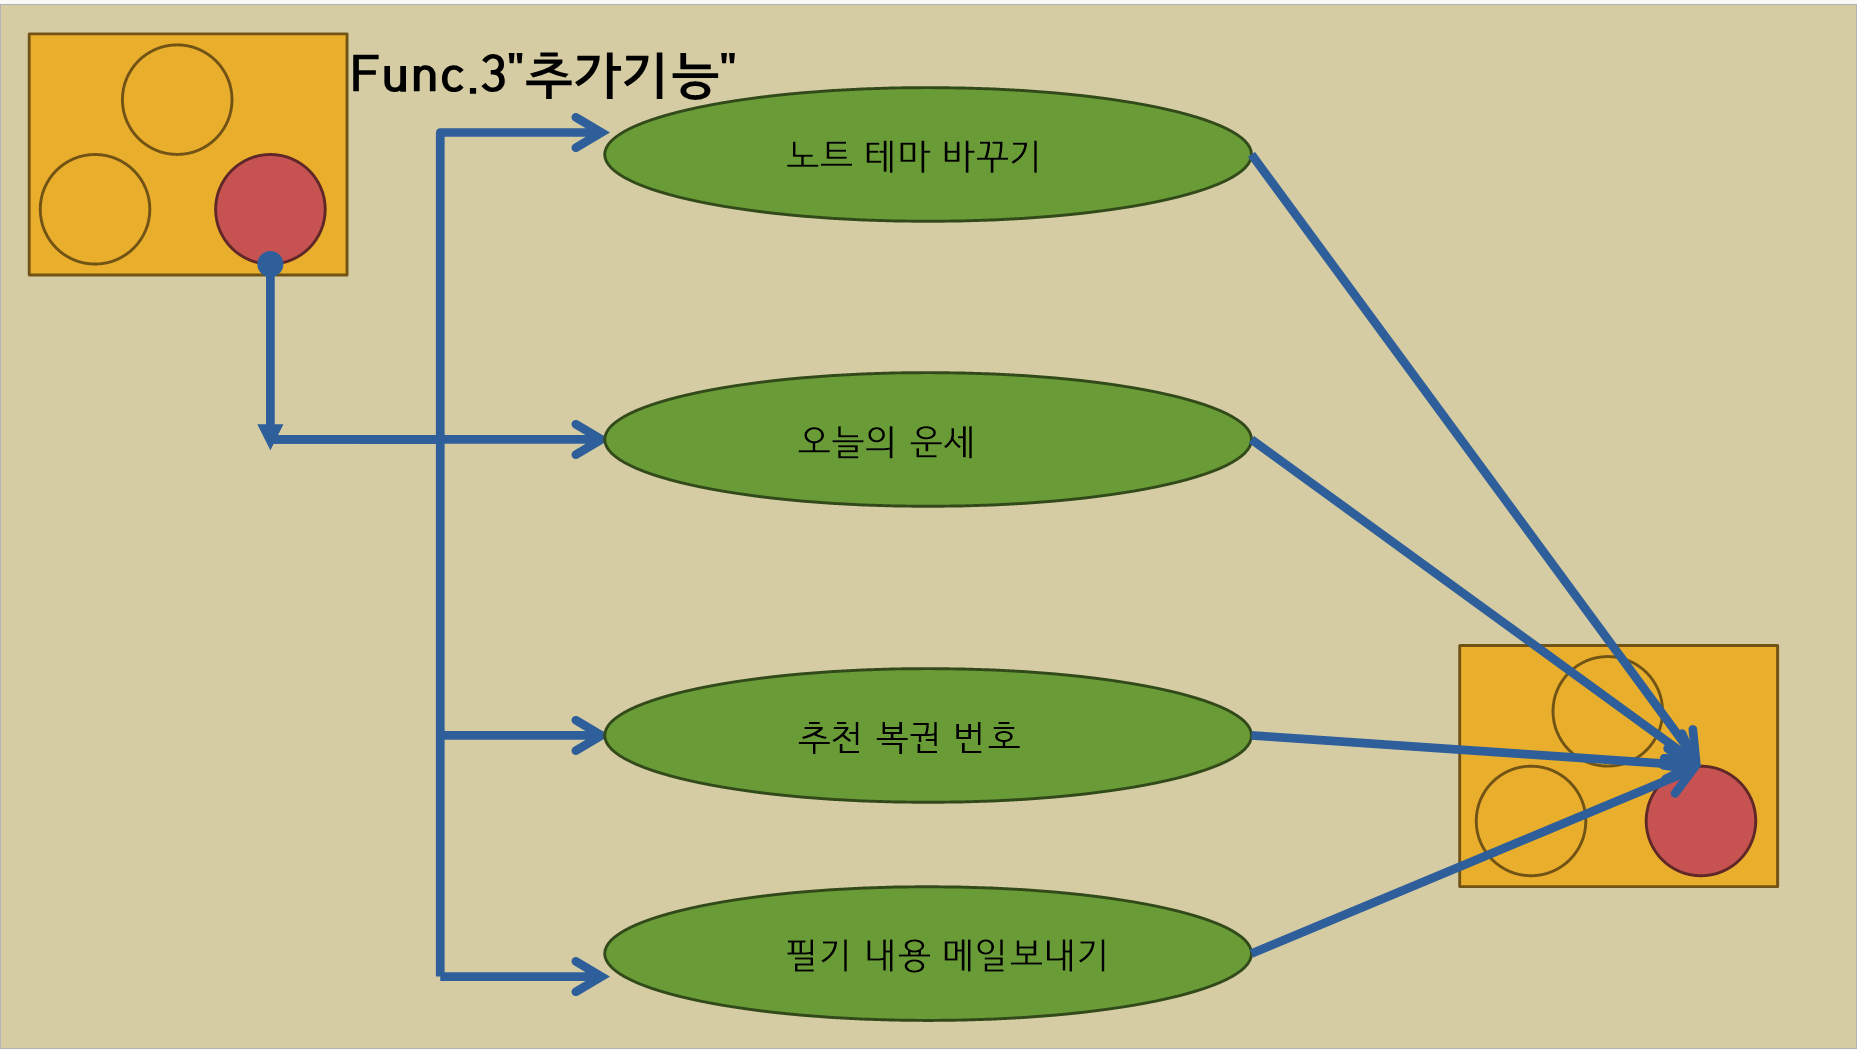 Func.3"추가기능"
노트 테마 바꾸기
오늘의 운세
추천 복권 번호
필기 내용 메일보내기